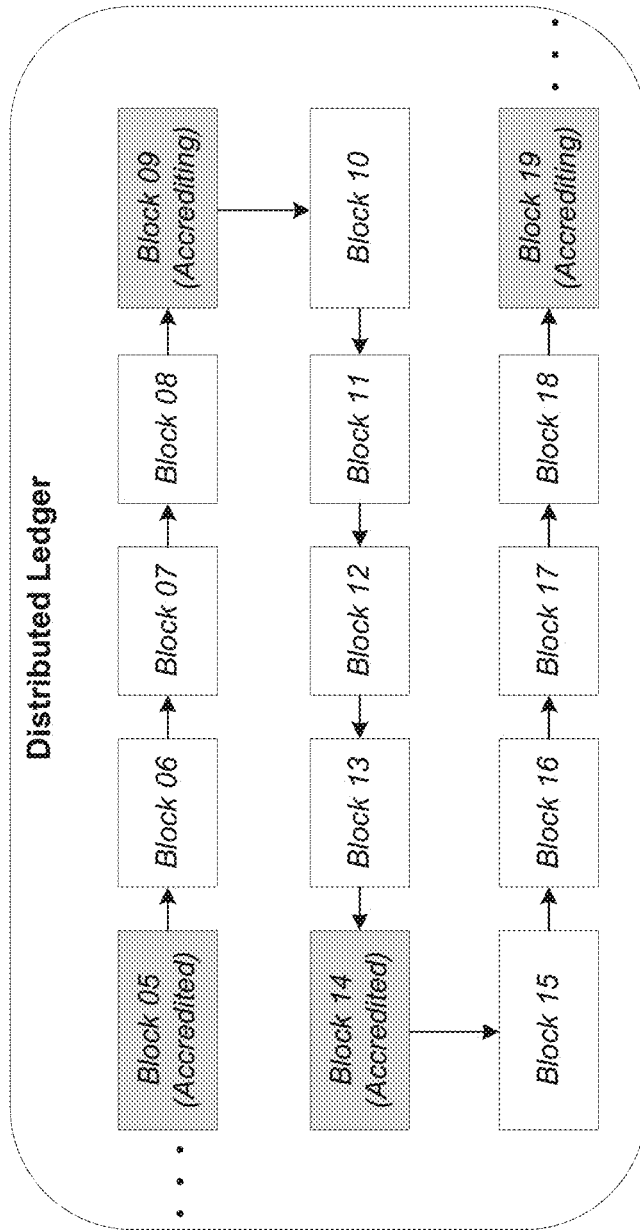 Distributed Ledger
Block 05
(Accredited)
Block 06
Block 07
Block 08
Block 09
(Accrediting)
Block 10
Block 11
Block 12
Block 13
Block 14
(Accredited)
Block 15
Block 16
Block 17
Block 18
Block 19
(Accrediting)